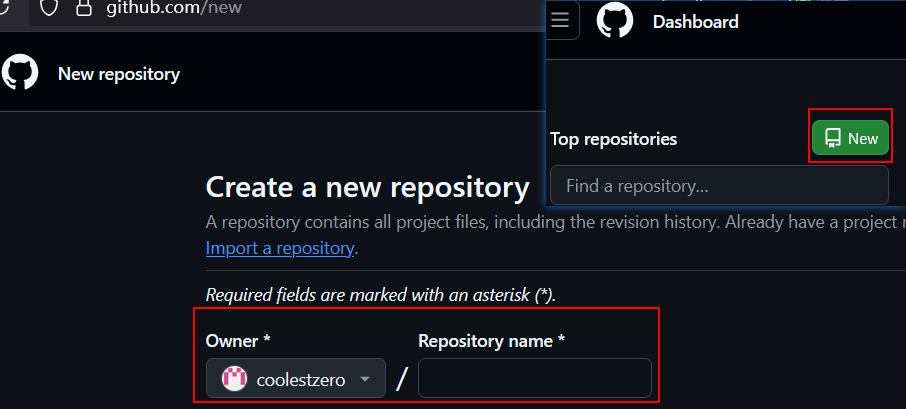 github.com/new
New repository
Dashboard
Top repositories
New
Find a repository...
Create a new repository
A repository contains all project files, including the revision history. Already have a project
Import a repository.
Required fields are marked with an asterisk (*).
Owner *
Repository name *
coolestzero
/